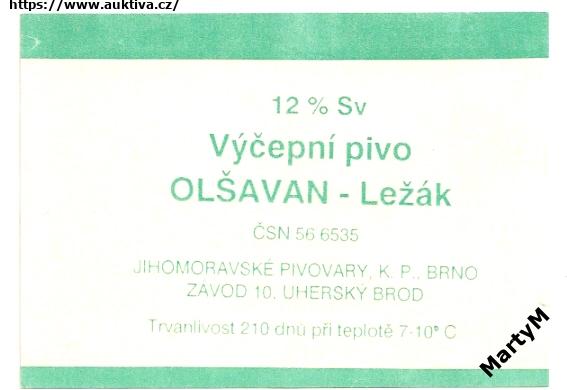 https://www.auktiva.cz/
12 % Sv
Výčepní pivo
OLŠAVAN - Ležák
ČSN 56 6535
JIHOMORAVSKÉ PIVOVARY, K. P., BRNO
ZÁVOD 10, UHERSKÝ BROD
Trvanlivost 210 dnů při teplotě 7-10° C
MartyM